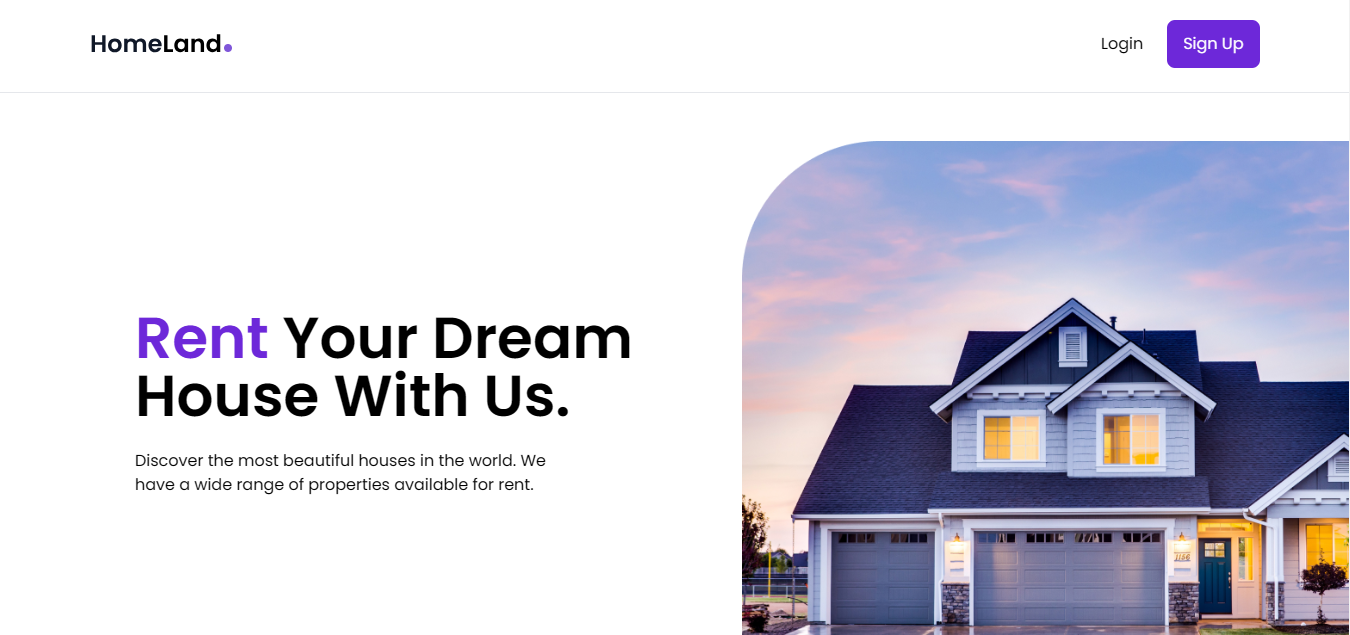 HomeLand.
Login
Sign Up
Rent Your Dream
House With Us.
Discover the most beautiful houses in the world. We
have a wide range of properties available for rent.
1156